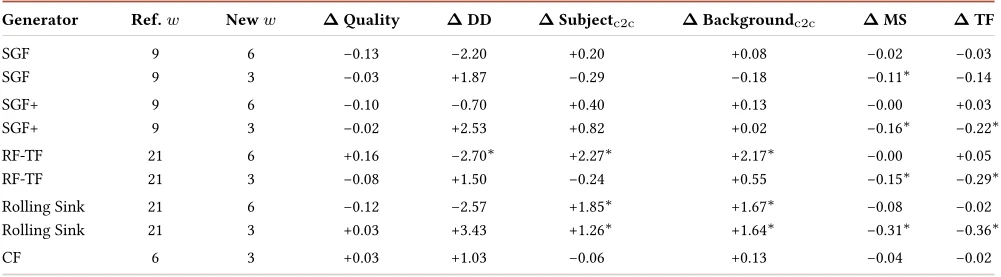 Generator Ref. w New w Δ Quality Δ DD Δ Subject_c2c Δ Background_c2c Δ MS Δ TF
SGF 9 6 −0.13 −2.20 +0.20 +0.08 −0.02 −0.03
SGF 9 3 −0.03 +1.87 −0.29 −0.18 −0.11* −0.14
SGF+ 9 6 −0.10 −0.70 +0.40 +0.13 −0.00 +0.03
SGF+ 9 3 −0.02 +2.53 +0.82 +0.02 −0.16* −0.22*
RF-TF 21 6 +0.16 −2.70* +2.27* +2.17* −0.00 +0.05
RF-TF 21 3 −0.08 +1.50 −0.24 +0.55 −0.15* −0.29*
Rolling Sink 21 6 −0.12 −2.57 +1.85* +1.67* −0.08 −0.02
Rolling Sink 21 3 +0.03 +3.43 +1.26* +1.64* −0.31* −0.36*
CF 6 3 +0.03 +1.03 −0.06 +0.13 −0.04 −0.02